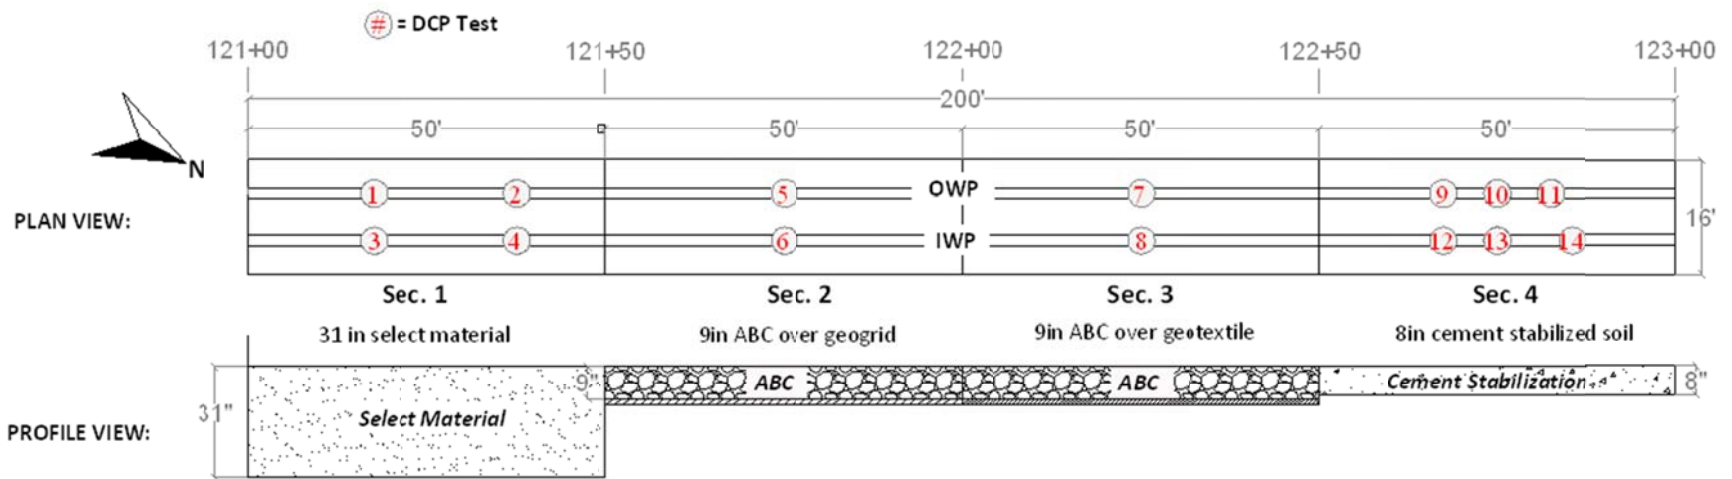 # = DCP Test
121+00 121+50 122+00 122+50 123+00
200'
50' 50' 50' 50'
N
1 2 5 OWP 7 9 10 11
PLAN VIEW: 16'
3 4 6 IWP 8 12 13 14
Sec. 1 Sec. 2 Sec. 3 Sec. 4
31 in select material 9in ABC over geogrid 9in ABC over geotextile 8in cement stabilized soil
9" ABC ABC Cement Stabilization 8"
31" Select Material
PROFILE VIEW: